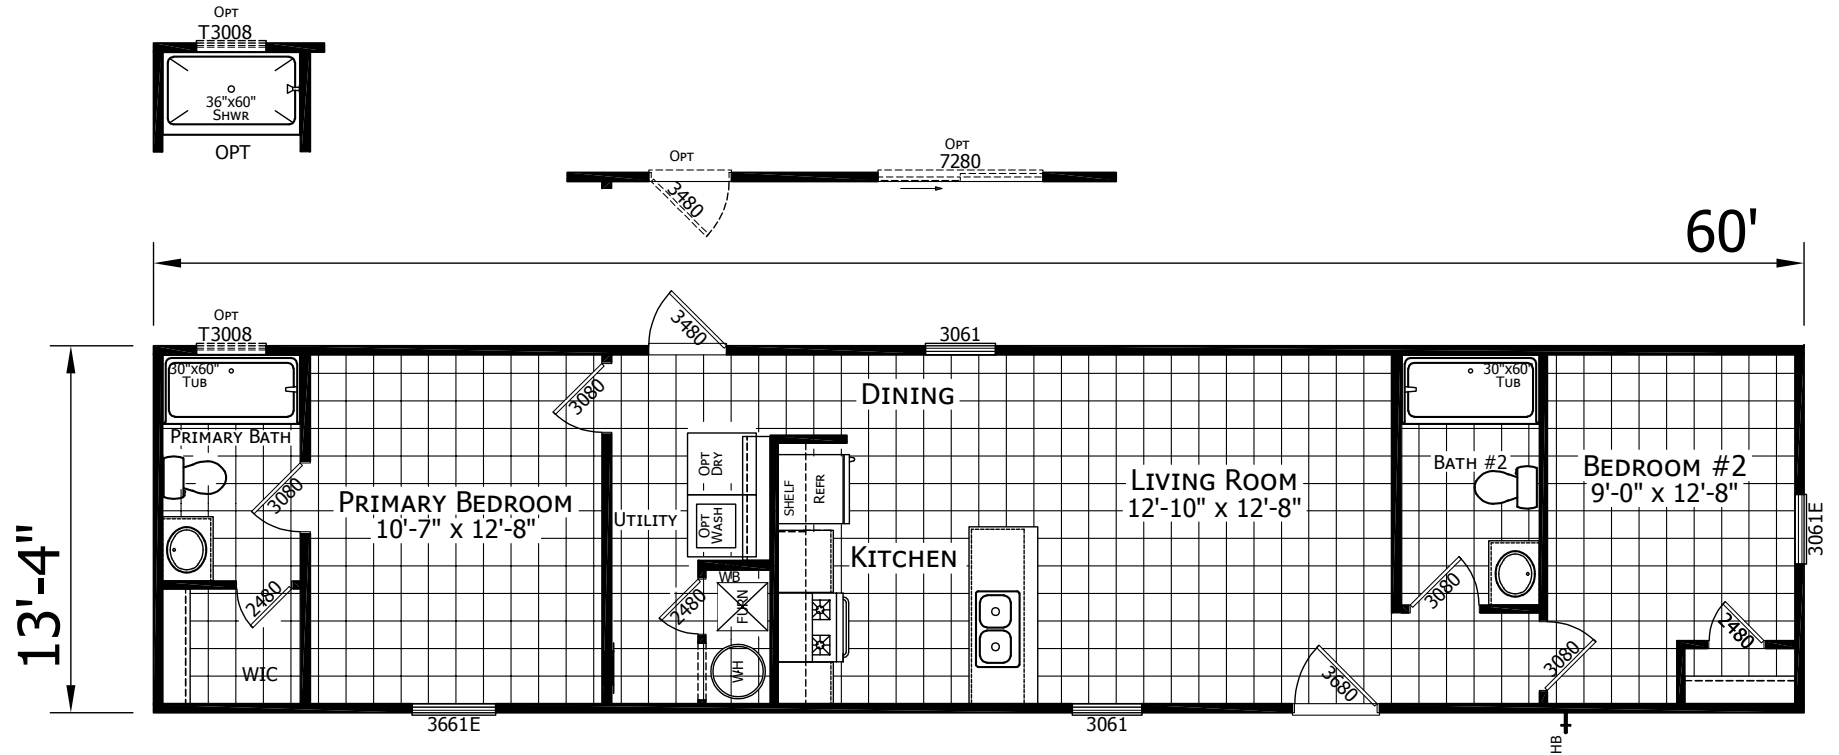 OPT
T3008
36"x60"
SHWR
OPT
OPT
3480
OPT
7280
60'
13'-4"
OPT
T3008
30"x60"
TUB
PRIMARY BATH
3080
2480
WIC
PRIMARY BEDROOM
10'-7" x 12'-8"
3661E
3080
3480
UTILITY
OPT
DRY
OPT
WASH
WB
FURN
2480
WH
SHELF
REFR
DINING
3061
KITCHEN
LIVING ROOM
12'-10" x 12'-8"
3061
3680
30"x60"
TUB
BATH #2
3080
BEDROOM #2
9'-0" x 12'-8"
3061E
2480
3080
HB